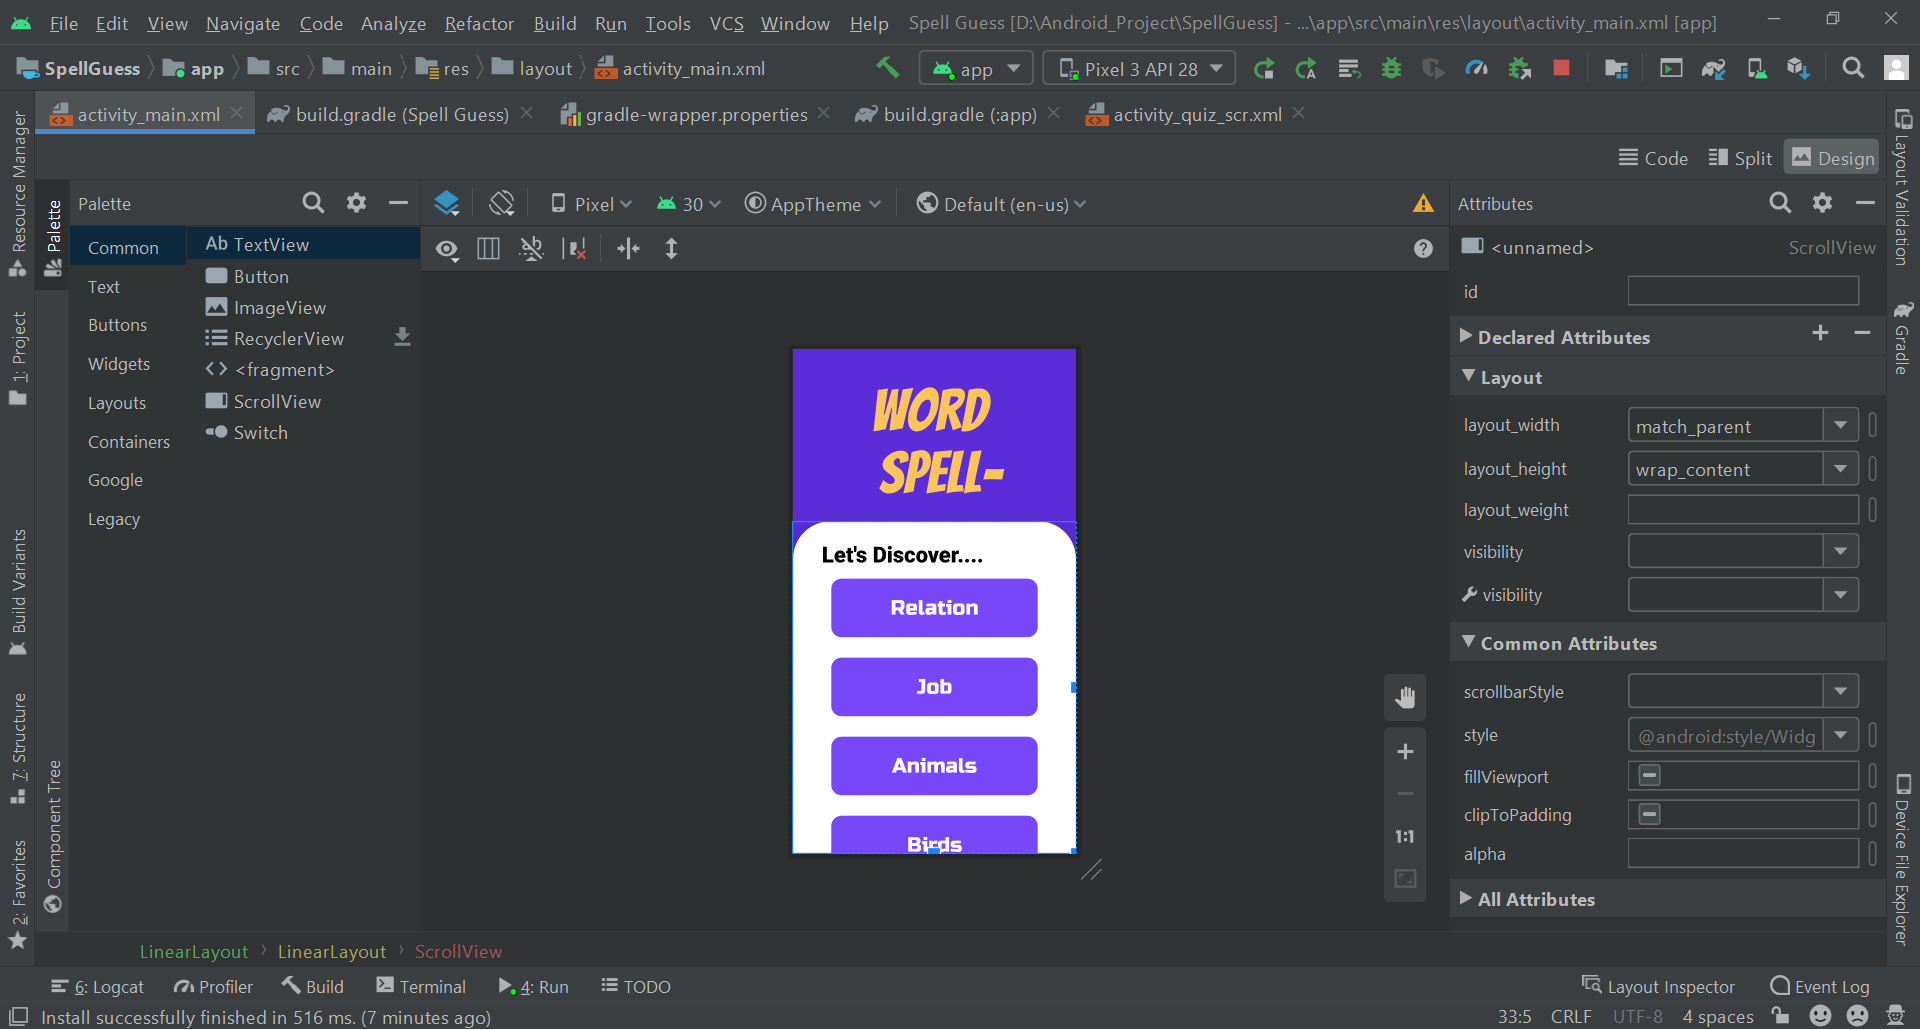 File Edit View Navigate Code Analyze Refactor Build Run Tools VCS Window Help Spell Guess [D:\Android_Project\SpellGuess] - ...\app\src\main\res\layout\activity_main.xml [app]
SpellGuess app src main res layout activity_main.xml app Pixel 3 API 28
activity_main.xml build.gradle (Spell Guess) gradle-wrapper.properties build.gradle (:app) activity_quiz_scr.xml
Code Split Design
Resource Manager
1: Project
Build Variants
7: Structure
2: Favorites
Palette
Component Tree
Palette
Common
Text
Buttons
Widgets
Layouts
Containers
Google
Legacy
Ab TextView
Button
ImageView
RecyclerView
<> <fragment>
ScrollView
Switch
Pixel 30 AppTheme Default (en-us)
WORD
SPELL-
Let's Discover....
Relation
Job
Animals
Birds
1:1
Attributes
<unnamed> ScrollView
id
Declared Attributes
Layout
layout_width match_parent
layout_height wrap_content
layout_weight
visibility
visibility
Common Attributes
scrollbarStyle
style @android:style/Widg
fillViewport
clipToPadding
alpha
All Attributes
Layout Validation
Gradle
Device File Explorer
LinearLayout LinearLayout ScrollView
6: Logcat Profiler Build Terminal 4: Run TODO Layout Inspector Event Log
Install successfully finished in 516 ms. (7 minutes ago) 33:5 CRLF UTF-8 4 spaces